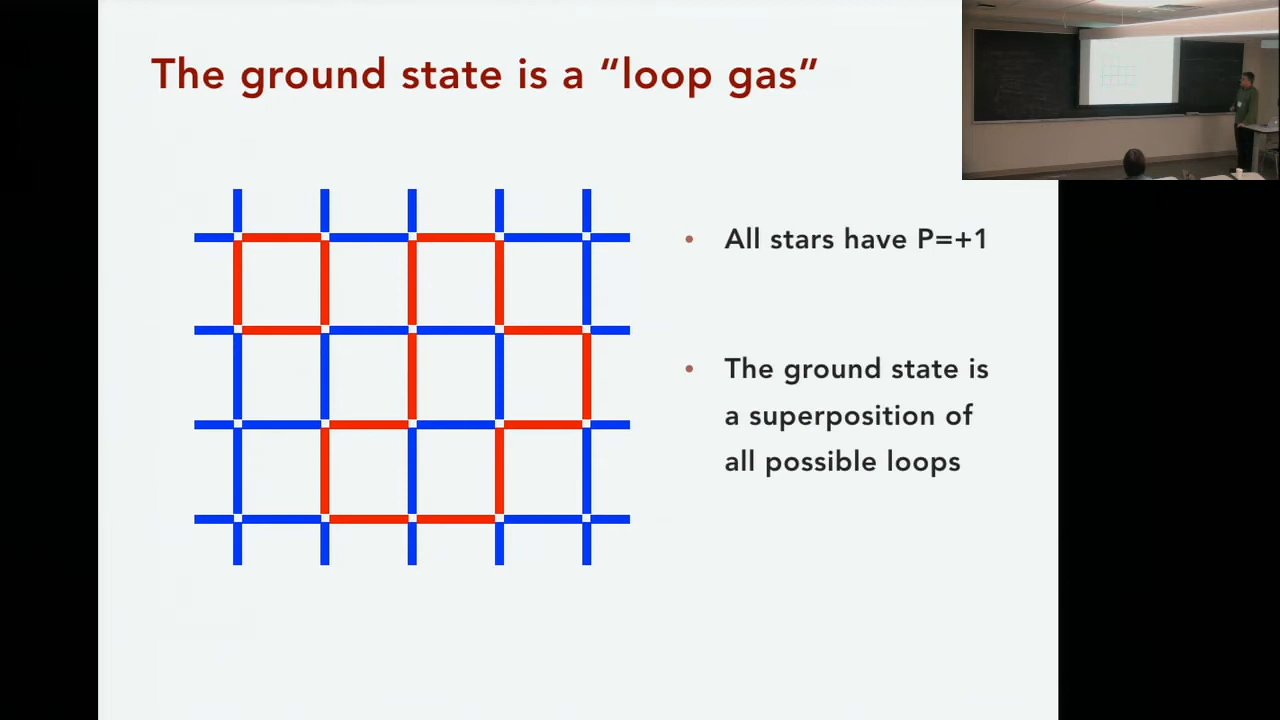 The ground state is a “loop gas”
• All stars have P=+1
• The ground state is
a superposition of
all possible loops